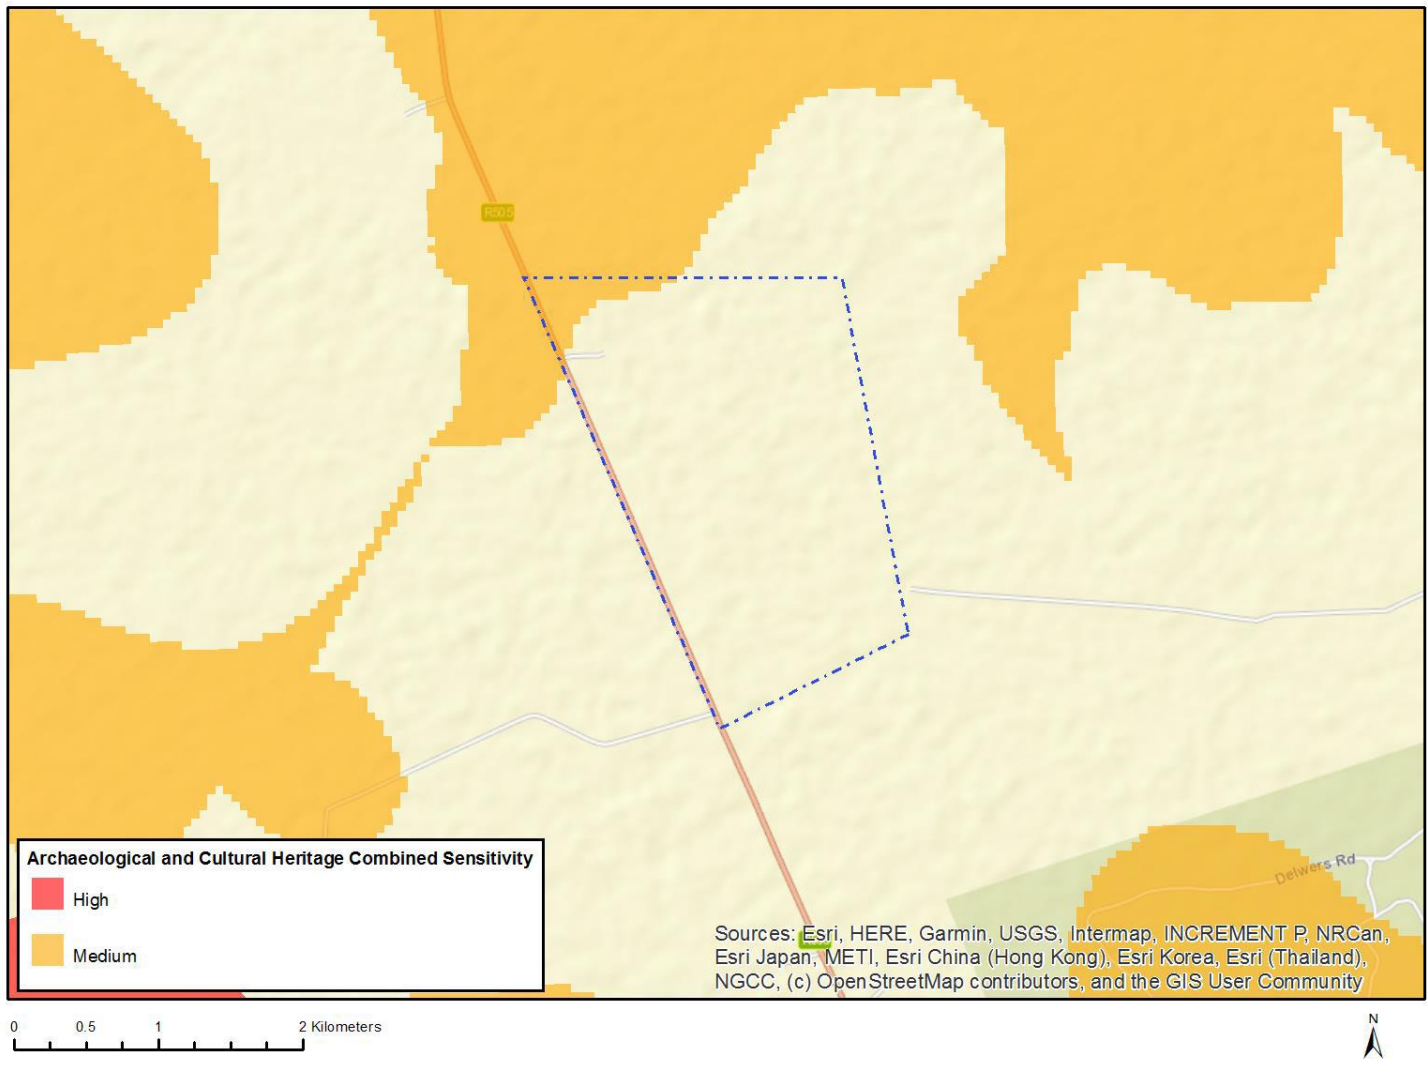 R505
Delwers Rd
Archaeological and Cultural Heritage Combined Sensitivity
High
Medium
Sources: Esri, HERE, Garmin, USGS, Intermap, INCREMENT P, NRCan,
Esri Japan, METI, Esri China (Hong Kong), Esri Korea, Esri (Thailand),
NGCC, (c) OpenStreetMap contributors, and the GIS User Community
0 0.5 1 2 Kilometers
N